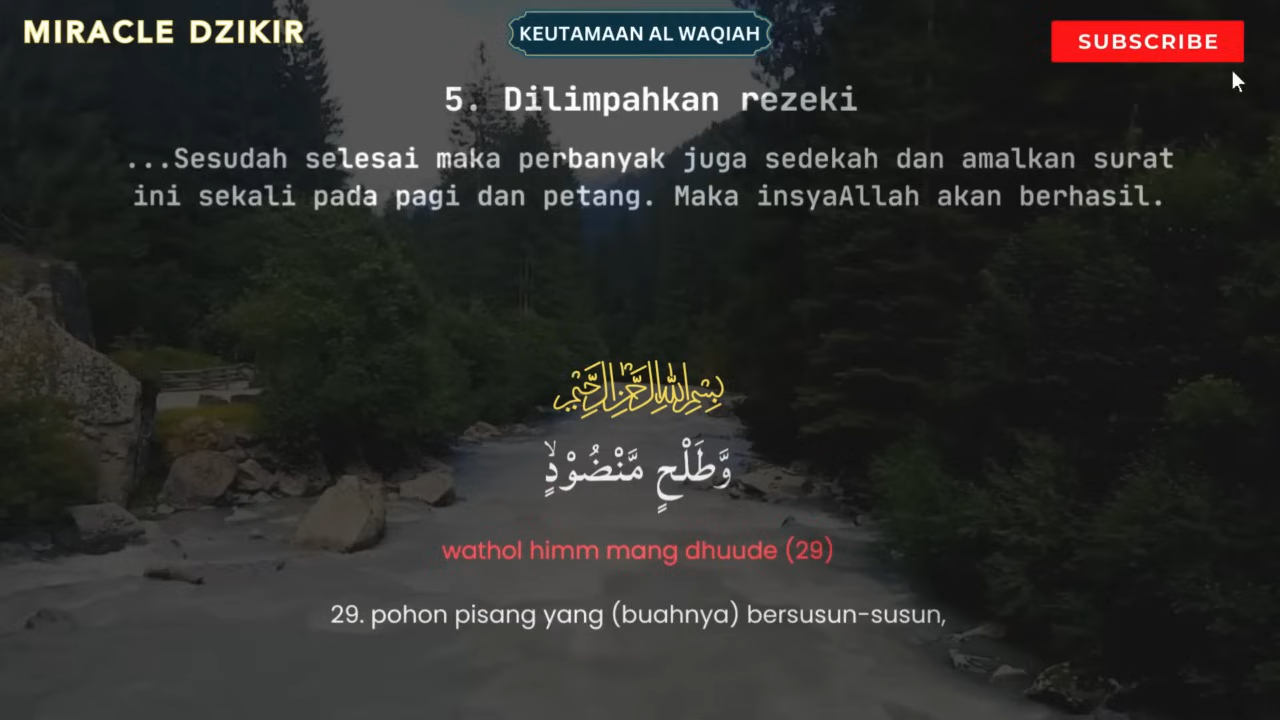 MIRACLE DZIKIR
KEUTAMAAN AL WAQIAH
SUBSCRIBE
5. Dilimpahkan rezeki
...Sesudah selesai maka perbanyak juga sedekah dan amalkan surat
ini sekali pada pagi dan petang. Maka insyaAllah akan berhasil.
بِسْمِ اللَّهِ الرَّحْمَٰنِ الرَّحِيمِ
وَّطَلْحٍ مَّنْضُوْدٍۙ
wathol himm mang dhuude (29)
29. pohon pisang yang (buahnya) bersusun-susun,